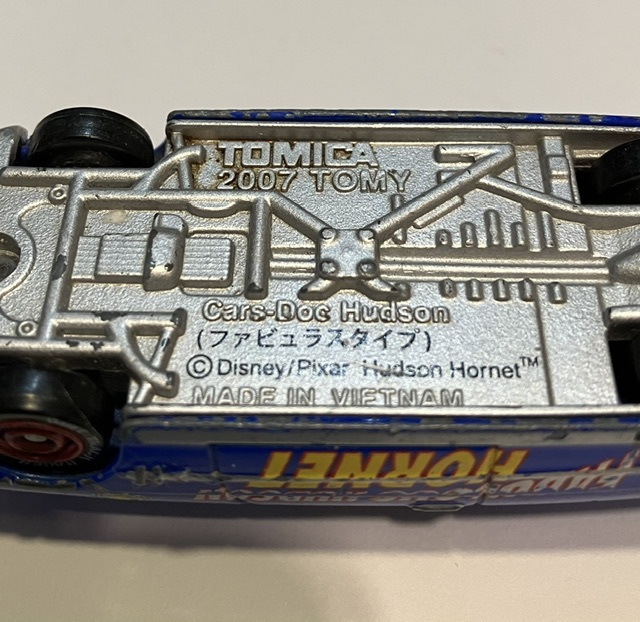 TOMICA
2007 TOMY
Cars-Doc Hudson
(ファビュラスタイプ)
©Disney/Pixar Hudson Hornet™
MADE IN VIETNAM
HORNET